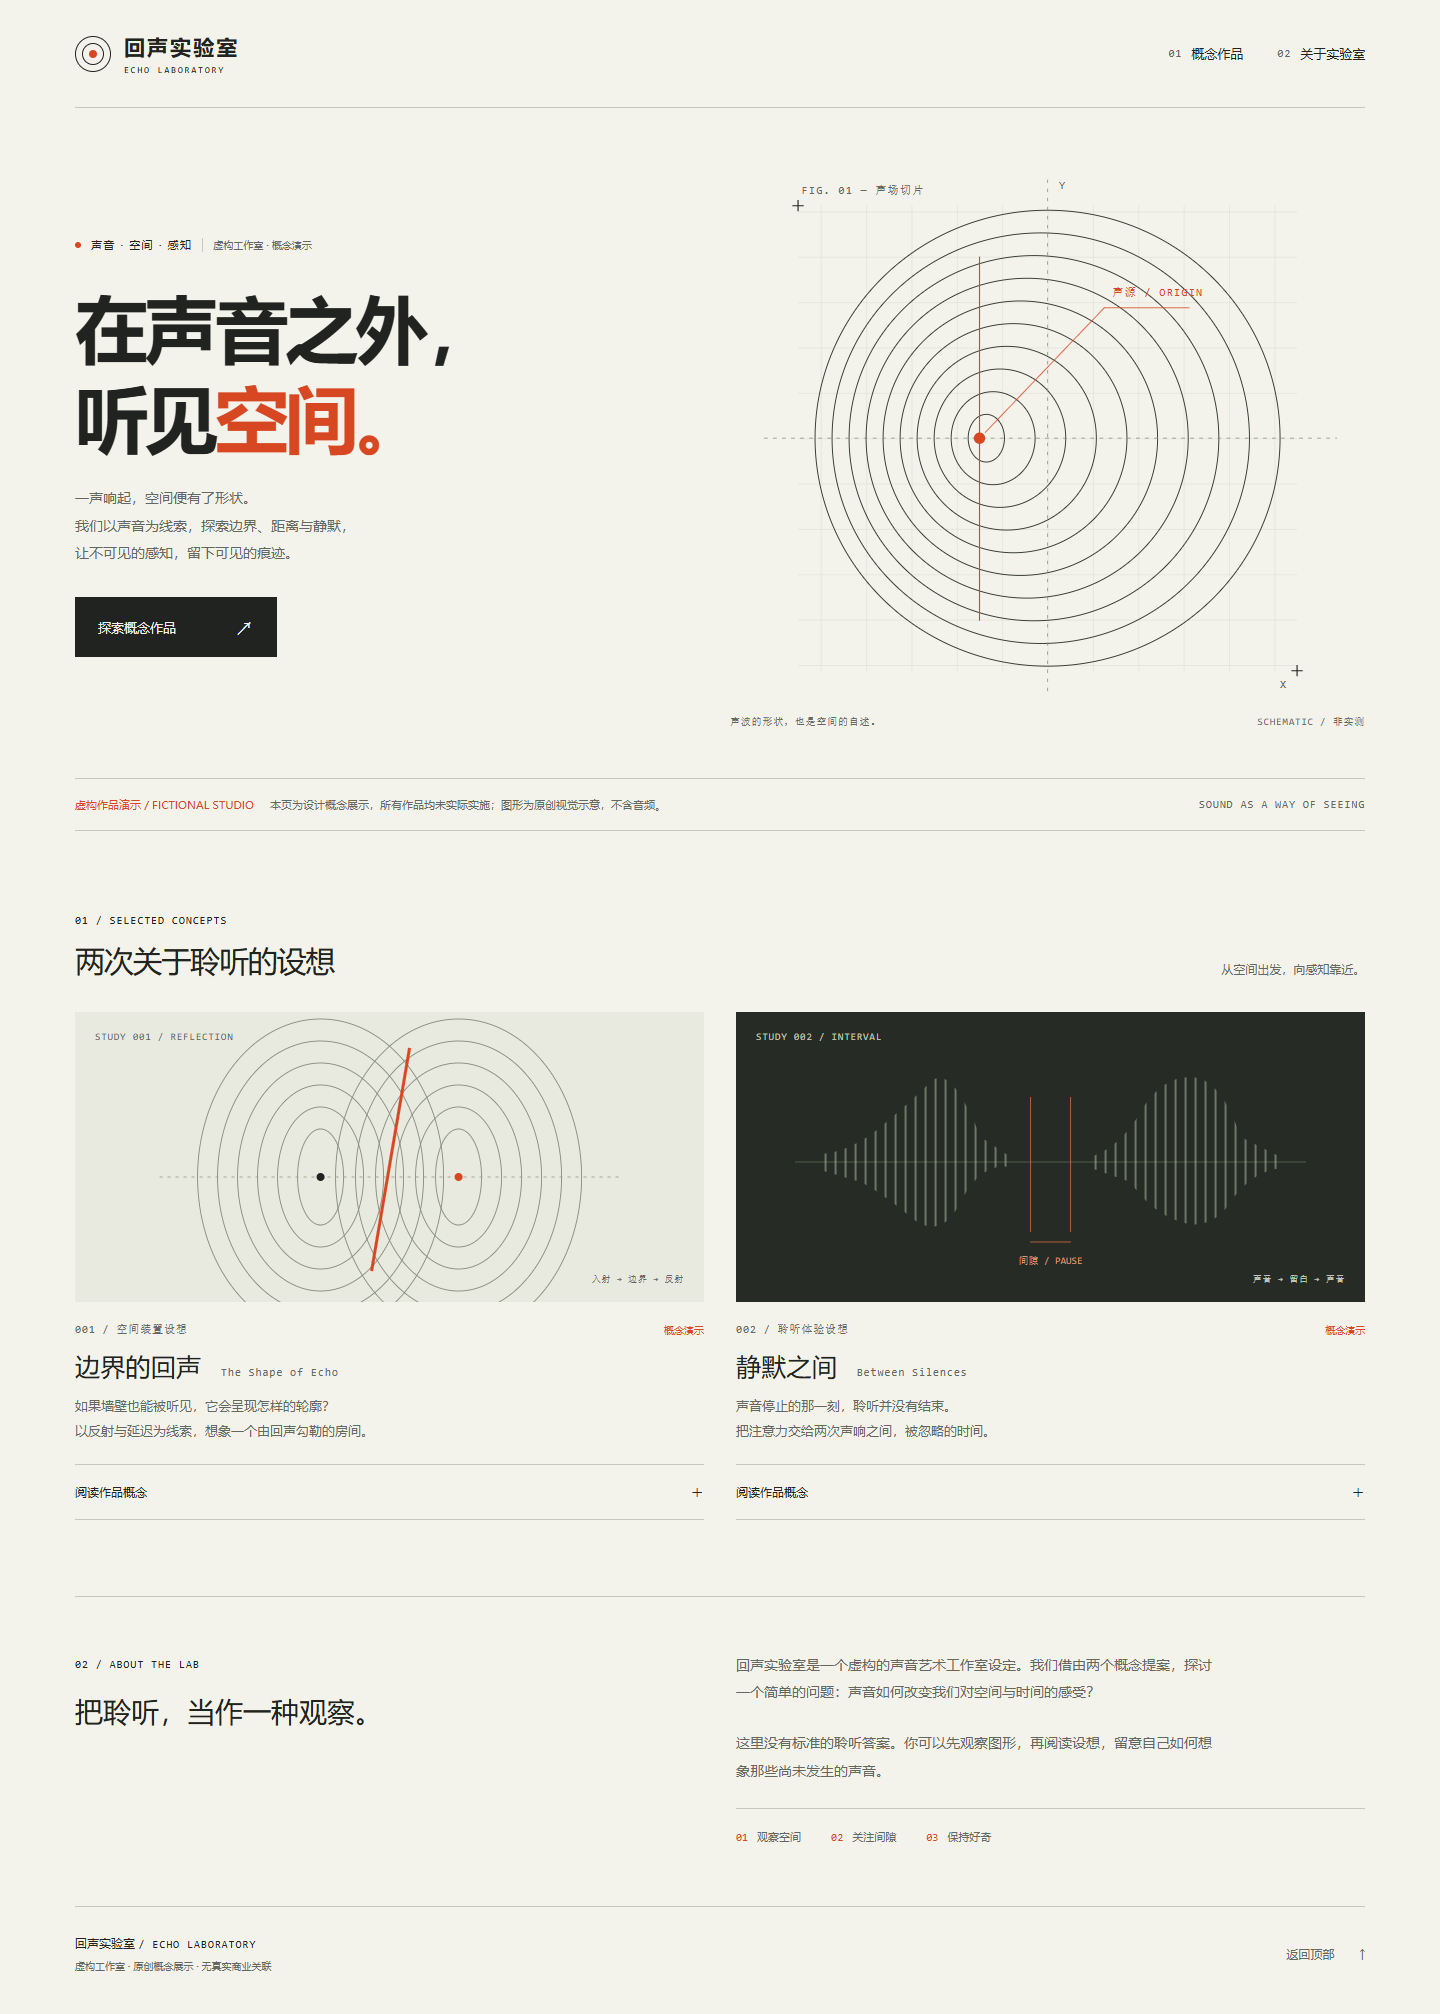 回声实验室
ECHO LABORATORY
01 概念作品 02 关于实验室
声音 · 空间 · 感知 虚构工作室 · 概念演示
在声音之外，
听见空间。
一声响起，空间便有了形状。
我们以声音为线索，探索边界、距离与静默，
让不可见的感知，留下可见的痕迹。
探索概念作品 ↗
FIG. 01 — 声场切片
Y
声源 / ORIGIN
X
声波的形状，也是空间的自述。
SCHEMATIC / 非实测
虚构作品演示 / FICTIONAL STUDIO 本页为设计概念展示，所有作品均未实际实施；图形为原创视觉示意，不含音频。
SOUND AS A WAY OF SEEING
01 / SELECTED CONCEPTS
两次关于聆听的设想
从空间出发，向感知靠近。
STUDY 001 / REFLECTION
入射 → 边界 → 反射
001 / 空间装置设想 概念演示
边界的回声 The Shape of Echo
如果墙壁也能被听见，它会呈现怎样的轮廓？
以反射与延迟为线索，想象一个由回声勾勒的房间。
阅读作品概念 +
STUDY 002 / INTERVAL
间隙 / PAUSE
声音 → 留白 → 声音
002 / 聆听体验设想 概念演示
静默之间 Between Silences
声音停止的那一刻，聆听并没有结束。
把注意力交给两次声响之间，被忽略的时间。
阅读作品概念 +
02 / ABOUT THE LAB
把聆听，当作一种观察。
回声实验室是一个虚构的声音艺术工作室设定。我们借由两个概念提案，探讨
一个简单的问题：声音如何改变我们对空间与时间的感受？
这里没有标准的聆听答案。你可以先观察图形，再阅读设想，留意自己如何想
象那些尚未发生的声音。
01 观察空间 02 关注间隙 03 保持好奇
回声实验室 / ECHO LABORATORY
虚构工作室 · 原创概念展示 · 无真实商业关联
返回顶部 ↑